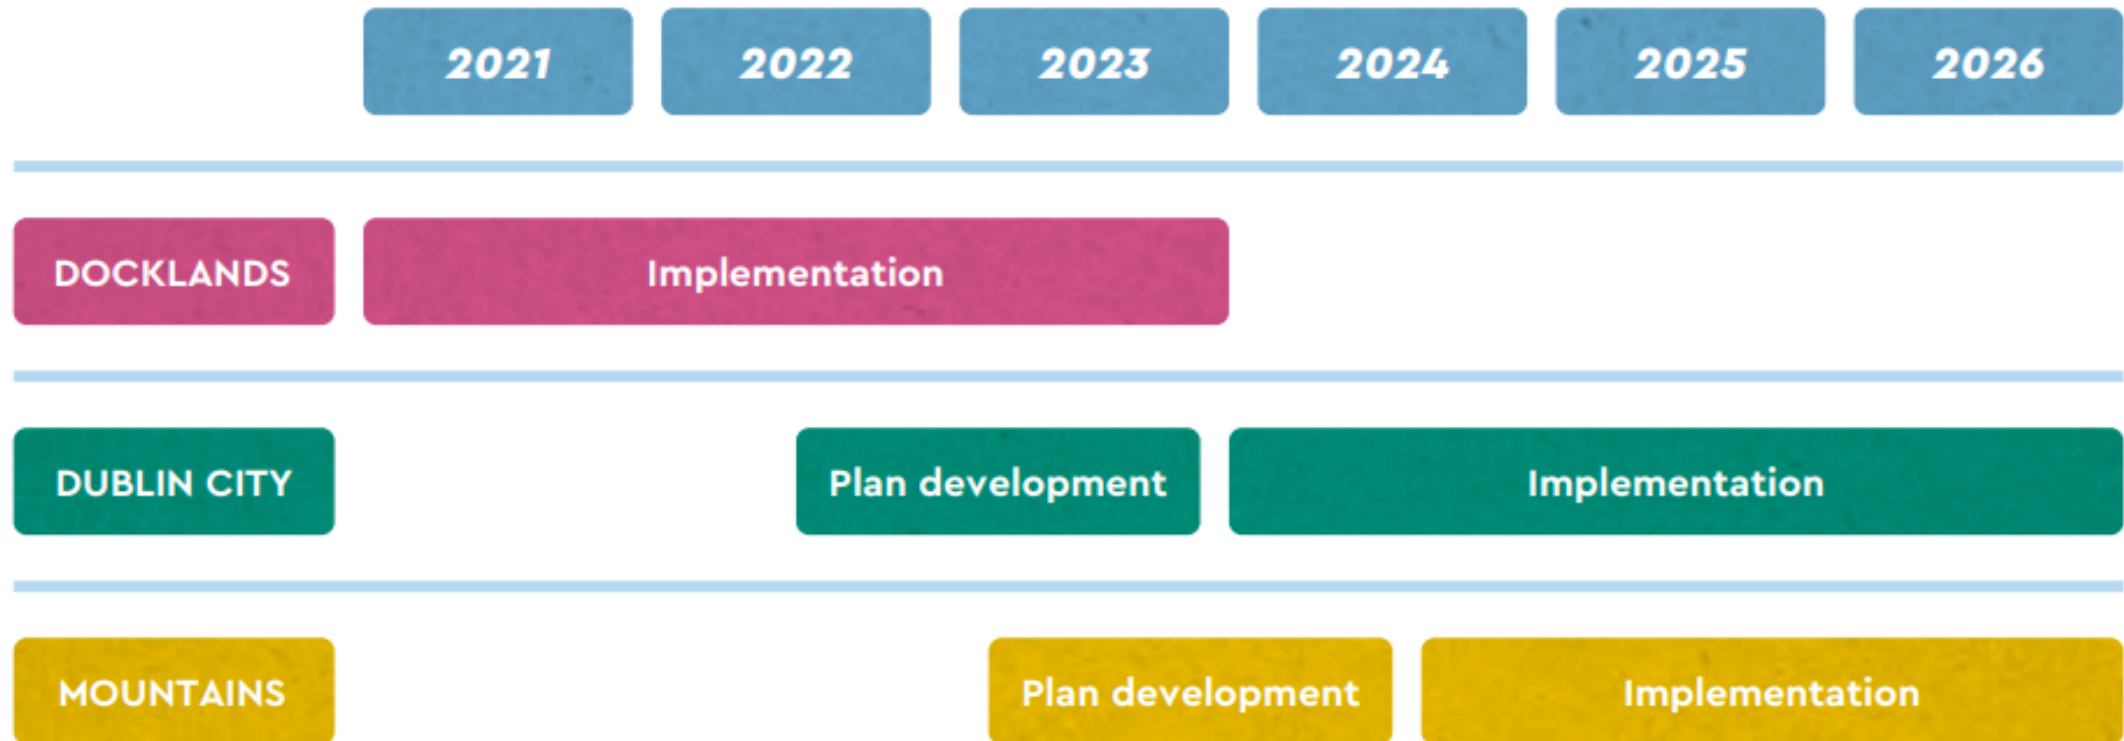 2021 2022 2023 2024 2025 2026
DOCKLANDS Implementation
DUBLIN CITY Plan development Implementation
MOUNTAINS Plan development Implementation